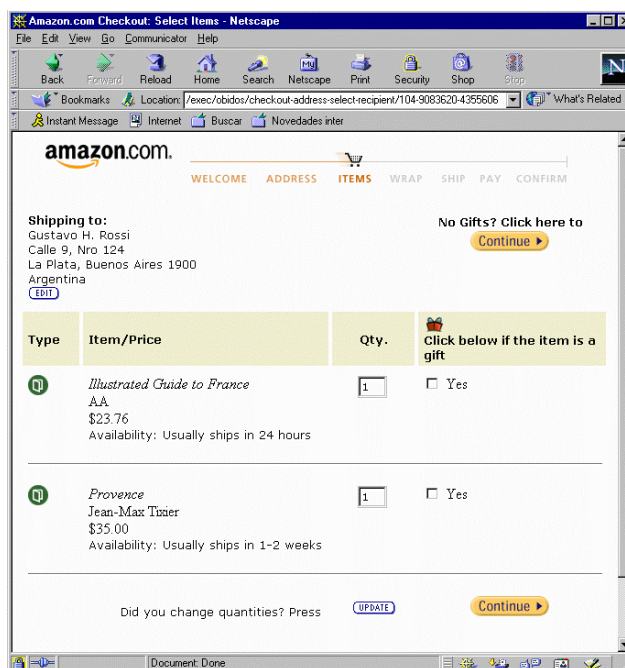 Amazon.com Checkout: Select Items - Netscape
File Edit View Go Communicator Help
Back Forward Reload Home Search Netscape Print Security Shop Stop
Bookmarks Location: /exec/obidos/checkout-address-select-recipient/104-9083620-4355606 What's Related
Instant Message Internet Buscar Novedades inter
amazon.com.
WELCOME ADDRESS ITEMS WRAP SHIP PAY CONFIRM
Shipping to:
Gustavo H. Rossi
Calle 9, Nro 124
La Plata, Buenos Aires 1900
Argentina
EDIT
No Gifts? Click here to
Continue
Type Item/Price Qty. Click below if the item is a gift
Illustrated Guide to France 1 Yes
AA
$23.76
Availability: Usually ships in 24 hours
Provence 1 Yes
Jean-Max Tixier
$35.00
Availability: Usually ships in 1-2 weeks
Did you change quantities? Press UPDATE Continue
Document: Done